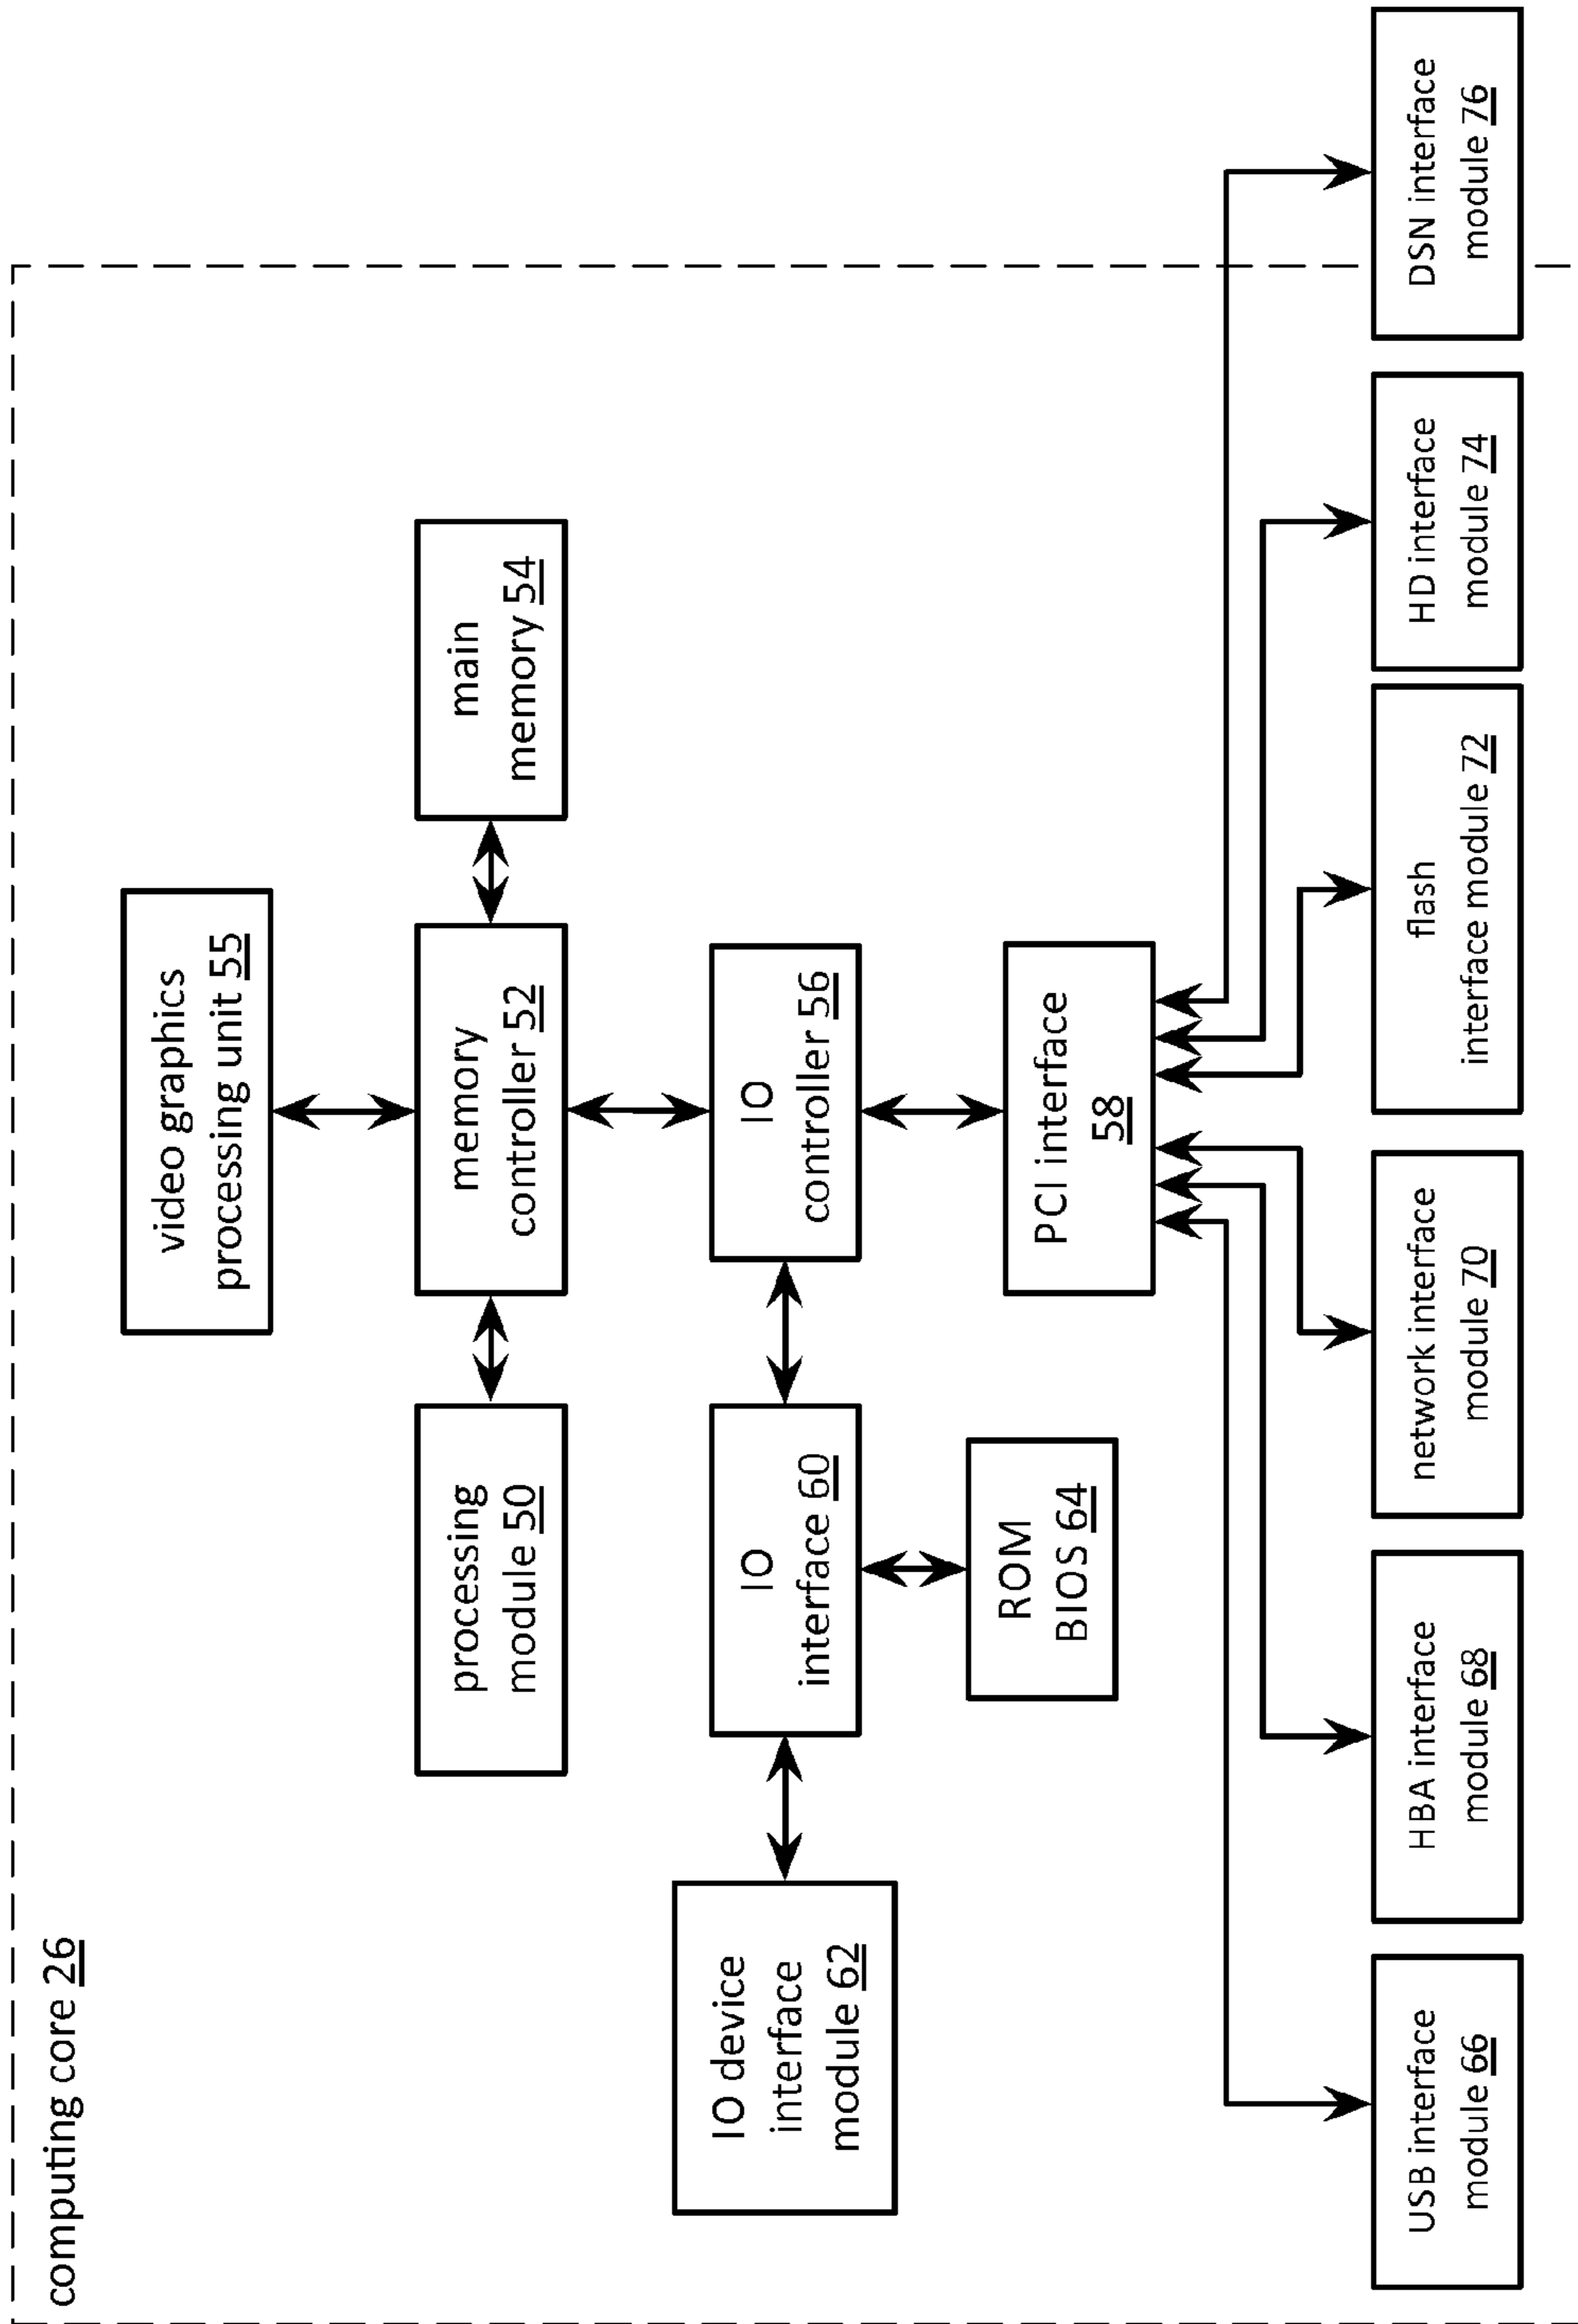 computing core 26
video graphics
processing unit 55
processing
module 50
memory
controller 52
main
memory 54
IO device
interface
module 62
IO
interface 60
IO
controller 56
ROM
BIOS 64
PCI interface
58
USB interface
module 66
HBA interface
module 68
network interface
module 70
flash
interface module 72
HD interface
module 74
DSN interface
module 76